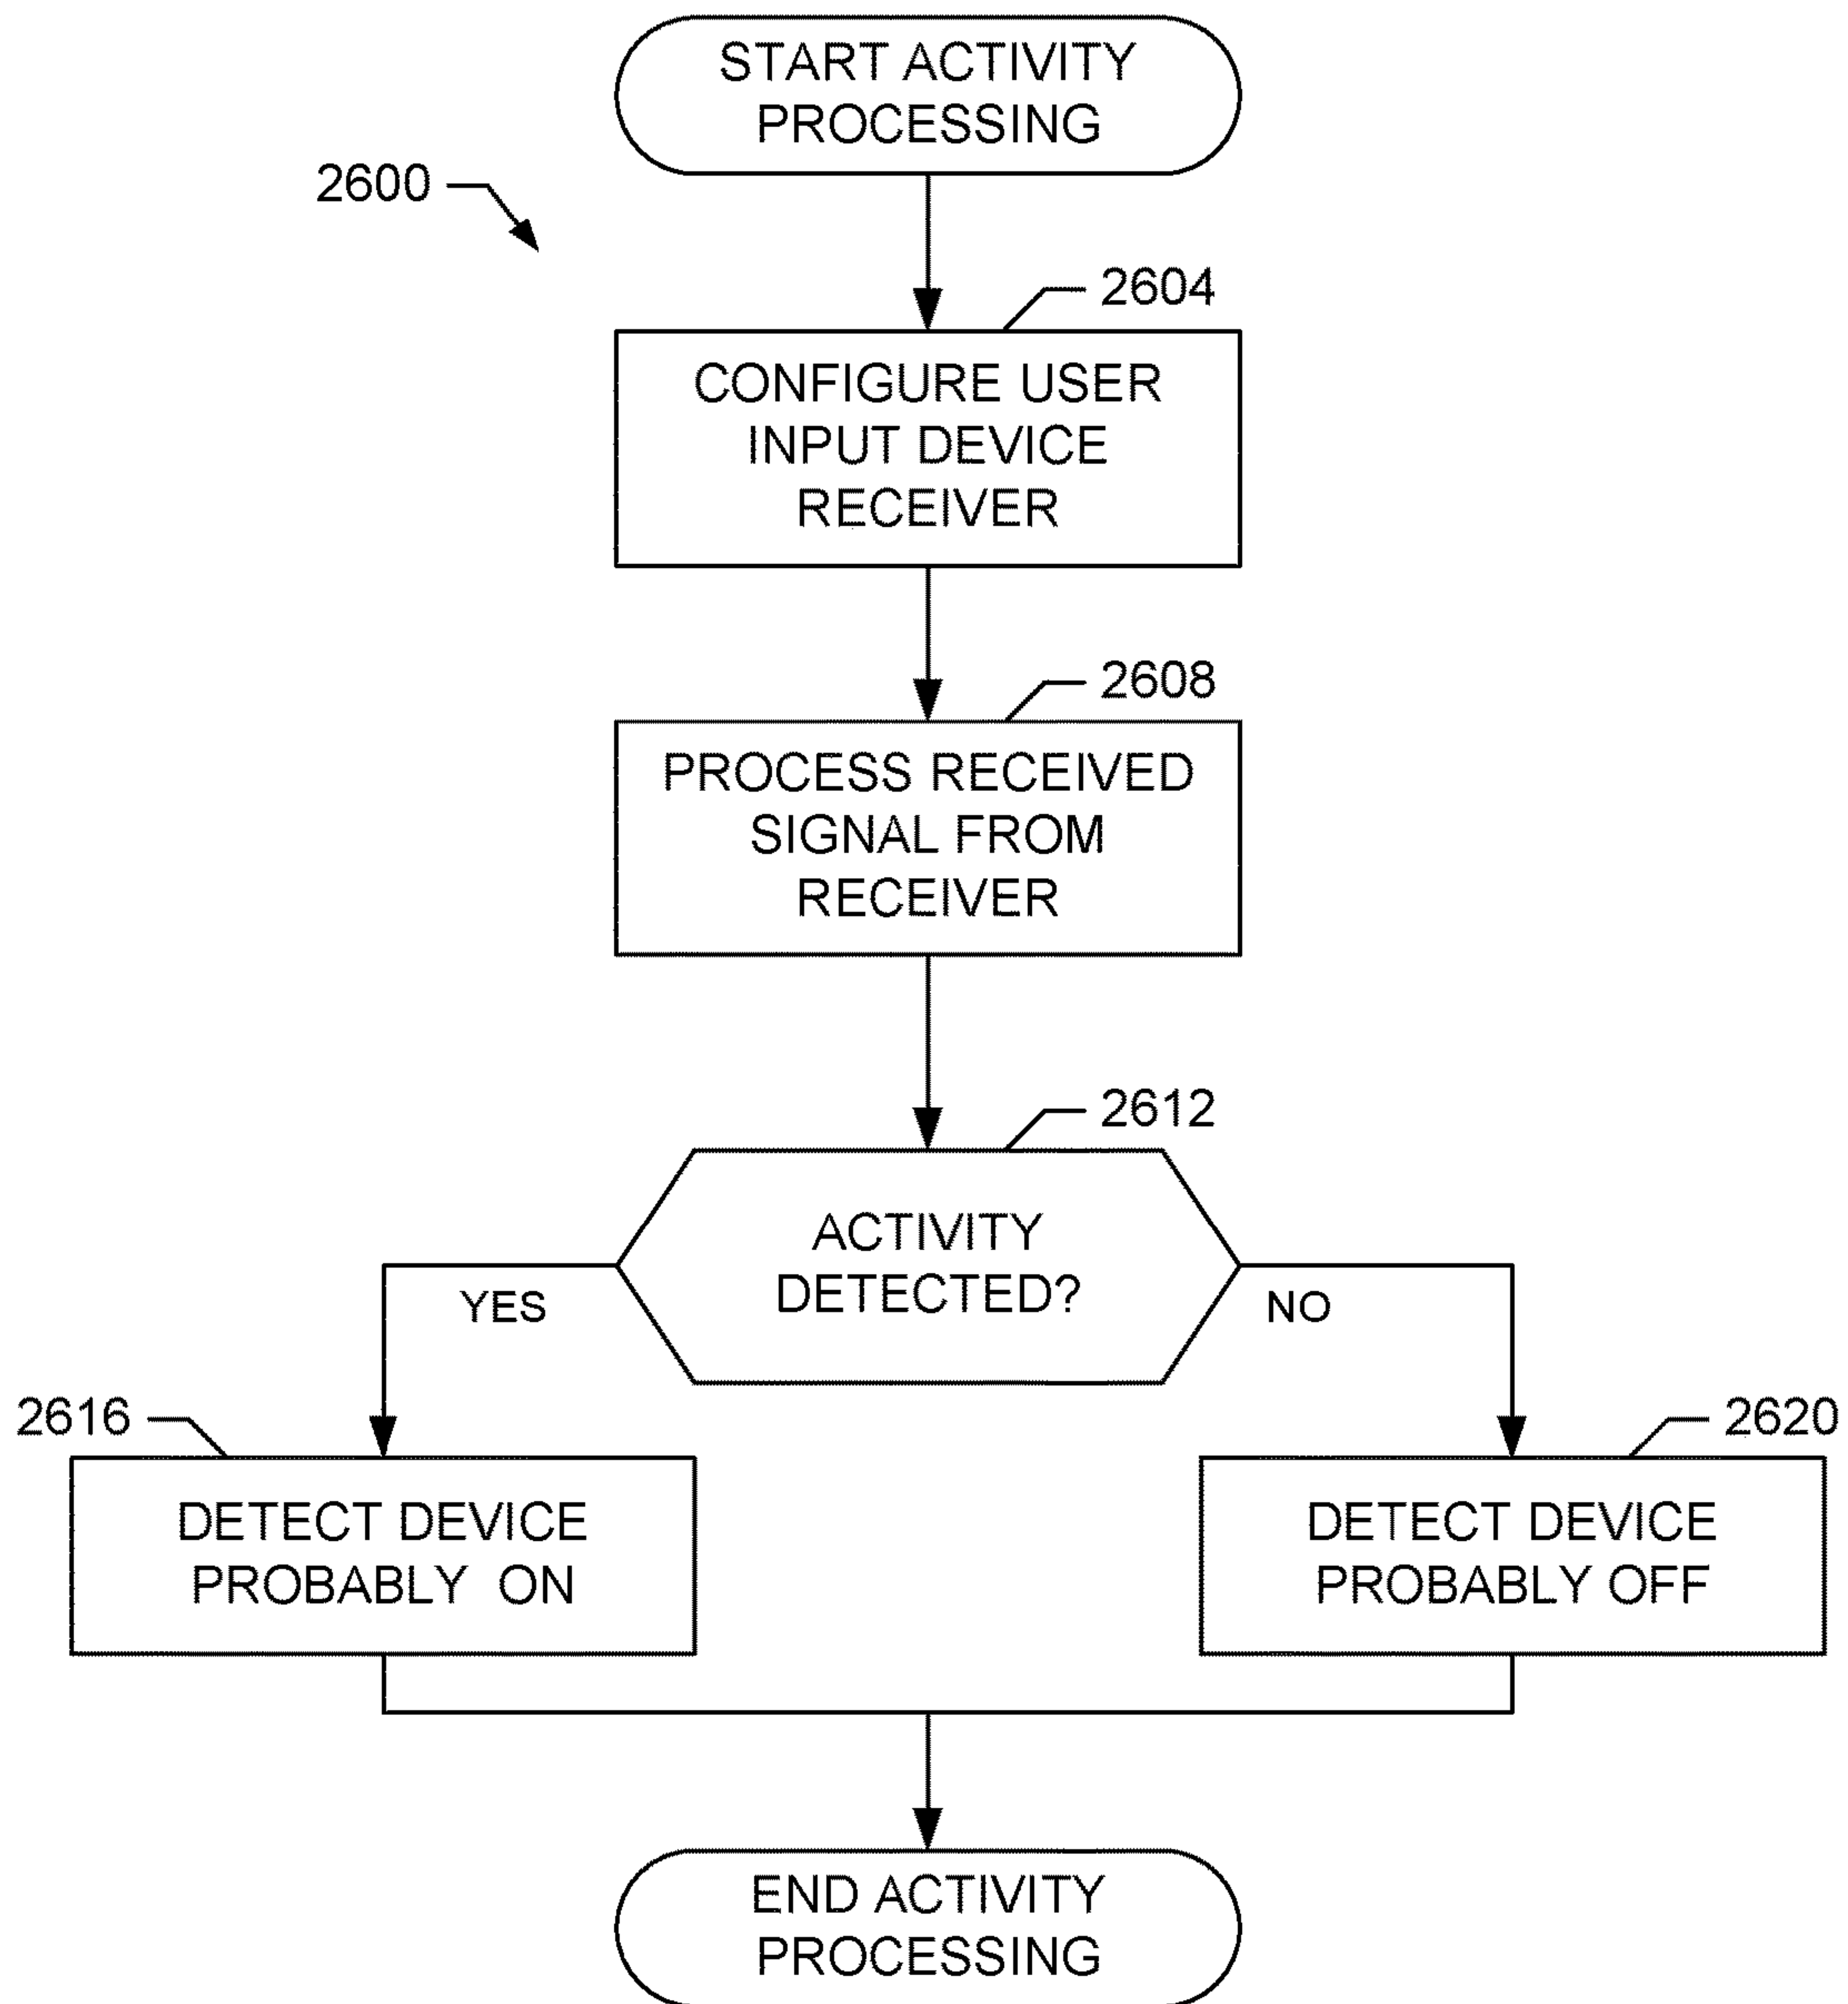 START ACTIVITY
PROCESSING
2600
2604
CONFIGURE USER
INPUT DEVICE
RECEIVER
2608
PROCESS RECEIVED
SIGNAL FROM
RECEIVER
2612
ACTIVITY
DETECTED?
YES
NO
2616
2620
DETECT DEVICE
PROBABLY ON
DETECT DEVICE
PROBABLY OFF
END ACTIVITY
PROCESSING